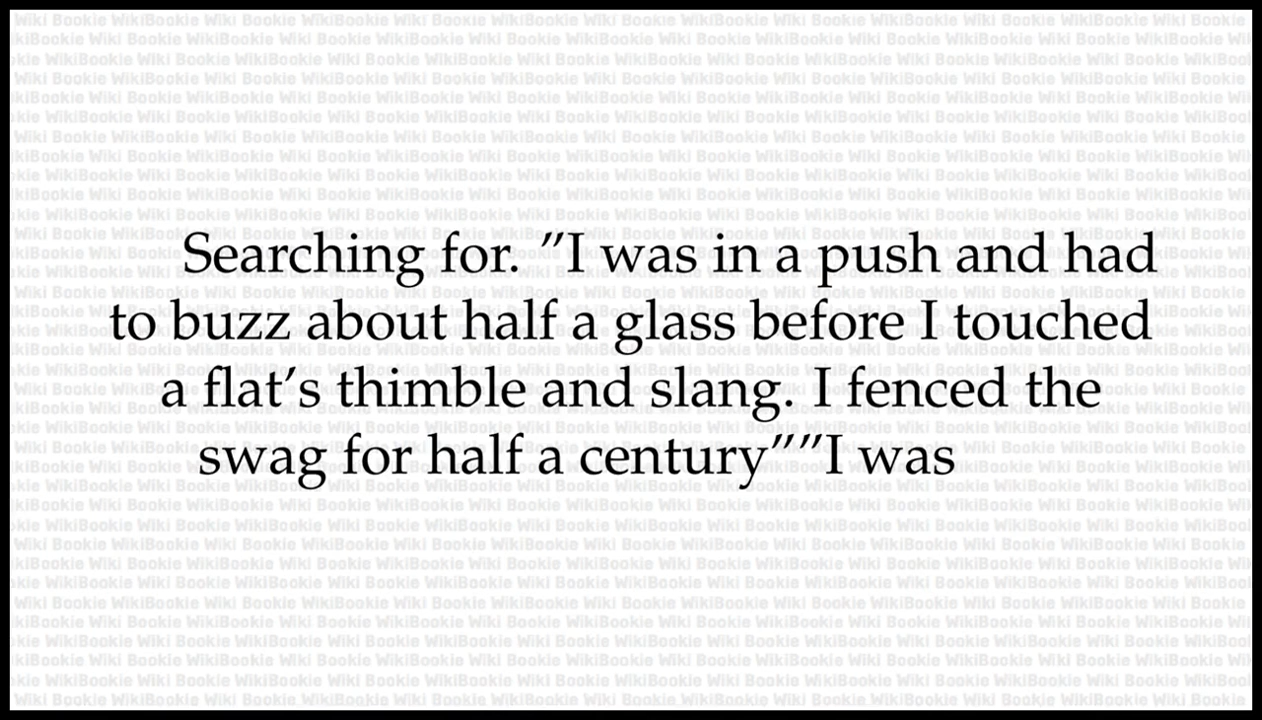 Searching for. ”I was in a push and had
to buzz about half a glass before I touched
a flat’s thimble and slang. I fenced the
swag for half a century””I was